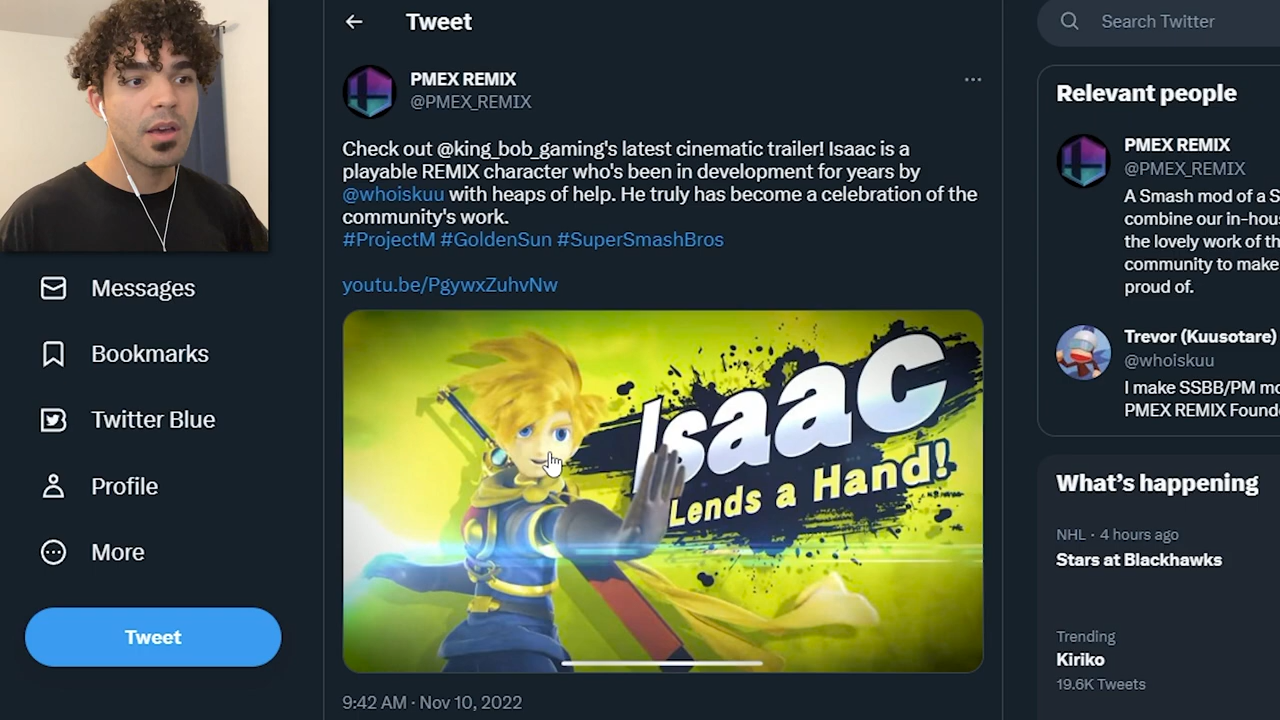 Tweet
Search Twitter
PMEX REMIX
@PMEX_REMIX
...
Check out @king_bob_gaming's latest cinematic trailer! Isaac is a
playable REMIX character who's been in development for years by
@whoiskuu with heaps of help. He truly has become a celebration of the
community's work.
#ProjectM #GoldenSun #SuperSmashBros
youtu.be/PgywxZuhvNw
Isaac
Lends a Hand!
9:42 AM · Nov 10, 2022
Messages
Bookmarks
Twitter Blue
Profile
More
Tweet
Relevant people
PMEX REMIX
@PMEX_REMIX
A Smash mod of a S
combine our in-hou
the lovely work of th
community to make
proud of.
Trevor (Kuusotare)
@whoiskuu
I make SSBB/PM mo
PMEX REMIX Found
What's happening
NHL · 4 hours ago
Stars at Blackhawks
Trending
Kiriko
19.6K Tweets